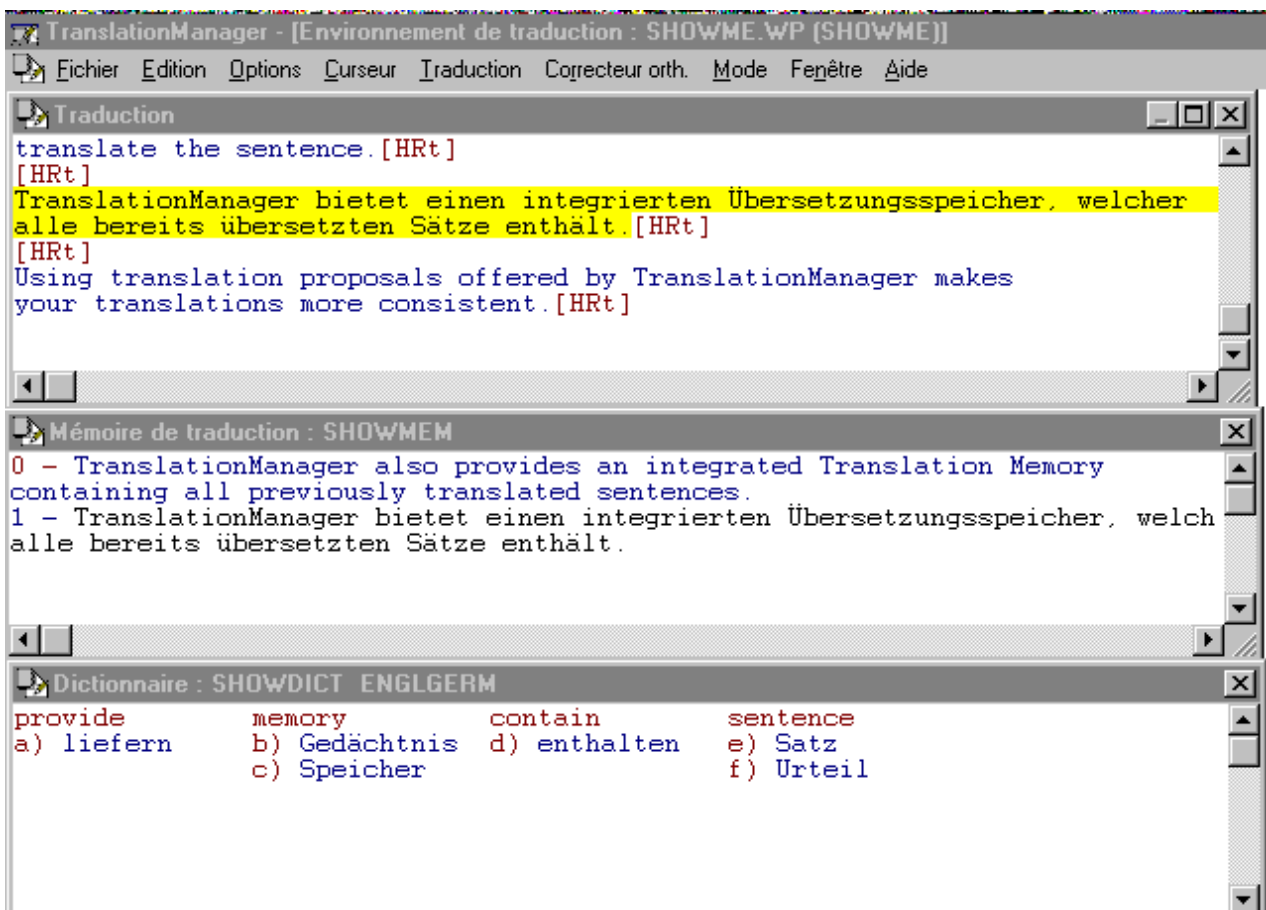 TranslationManager - [Environnement de traduction : SHOWME.WP (SHOWME)]
Fichier Edition Options Curseur Traduction Correcteur orth. Mode Fenêtre Aide
Traduction
translate the sentence.[HRt]
[HRt]
TranslationManager bietet einen integrierten Übersetzungsspeicher, welcher
alle bereits übersetzten Sätze enthält.[HRt]
[HRt]
Using translation proposals offered by TranslationManager makes
your translations more consistent.[HRt]
Mémoire de traduction : SHOWMEM
0 - TranslationManager also provides an integrated Translation Memory
containing all previously translated sentences.
1 - TranslationManager bietet einen integrierten Übersetzungsspeicher, welch
alle bereits übersetzten Sätze enthält.
Dictionnaire : SHOWDICT ENGLGERM
provide memory contain sentence
a) liefern b) Gedächtnis d) enthalten e) Satz
c) Speicher f) Urteil